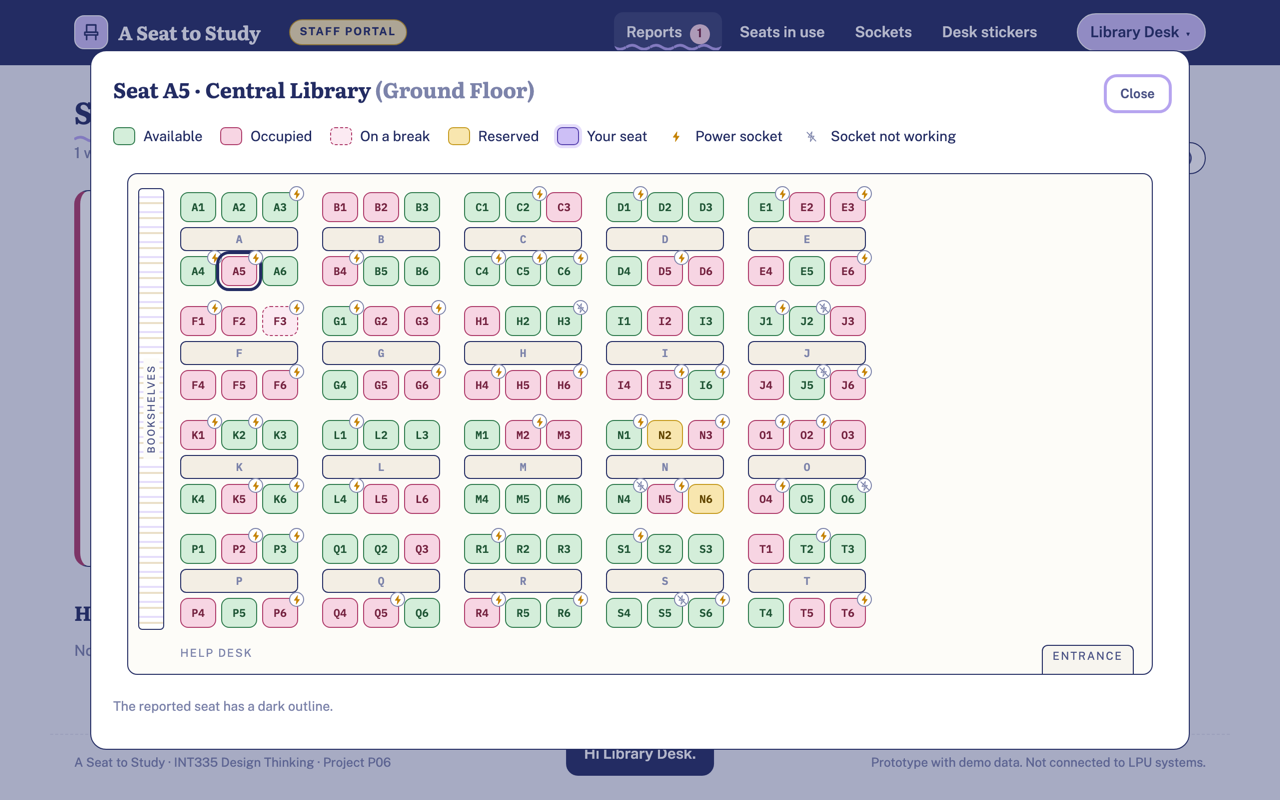 A Seat to Study STAFF PORTAL Reports 1 Seats in use Sockets Desk stickers Library Desk
Seat A5 · Central Library (Ground Floor) Close
Available Occupied On a break Reserved Your seat Power socket Socket not working
A1 A2 A3 B1 B2 B3 C1 C2 C3 D1 D2 D3 E1 E2 E3
A B C D E
A4 A5 A6 B4 B5 B6 C4 C5 C6 D4 D5 D6 E4 E5 E6
F1 F2 F3 G1 G2 G3 H1 H2 H3 I1 I2 I3 J1 J2 J3
F G H I J
F4 F5 F6 G4 G5 G6 H4 H5 H6 I4 I5 I6 J4 J5 J6
BOOKSHELVES
K1 K2 K3 L1 L2 L3 M1 M2 M3 N1 N2 N3 O1 O2 O3
K L M N O
K4 K5 K6 L4 L5 L6 M4 M5 M6 N4 N5 N6 O4 O5 O6
P1 P2 P3 Q1 Q2 Q3 R1 R2 R3 S1 S2 S3 T1 T2 T3
P Q R S T
P4 P5 P6 Q4 Q5 Q6 R4 R5 R6 S4 S5 S6 T4 T5 T6
HELP DESK ENTRANCE
The reported seat has a dark outline.
Hi Library Desk.
A Seat to Study · INT335 Design Thinking · Project P06 Prototype with demo data. Not connected to LPU systems.